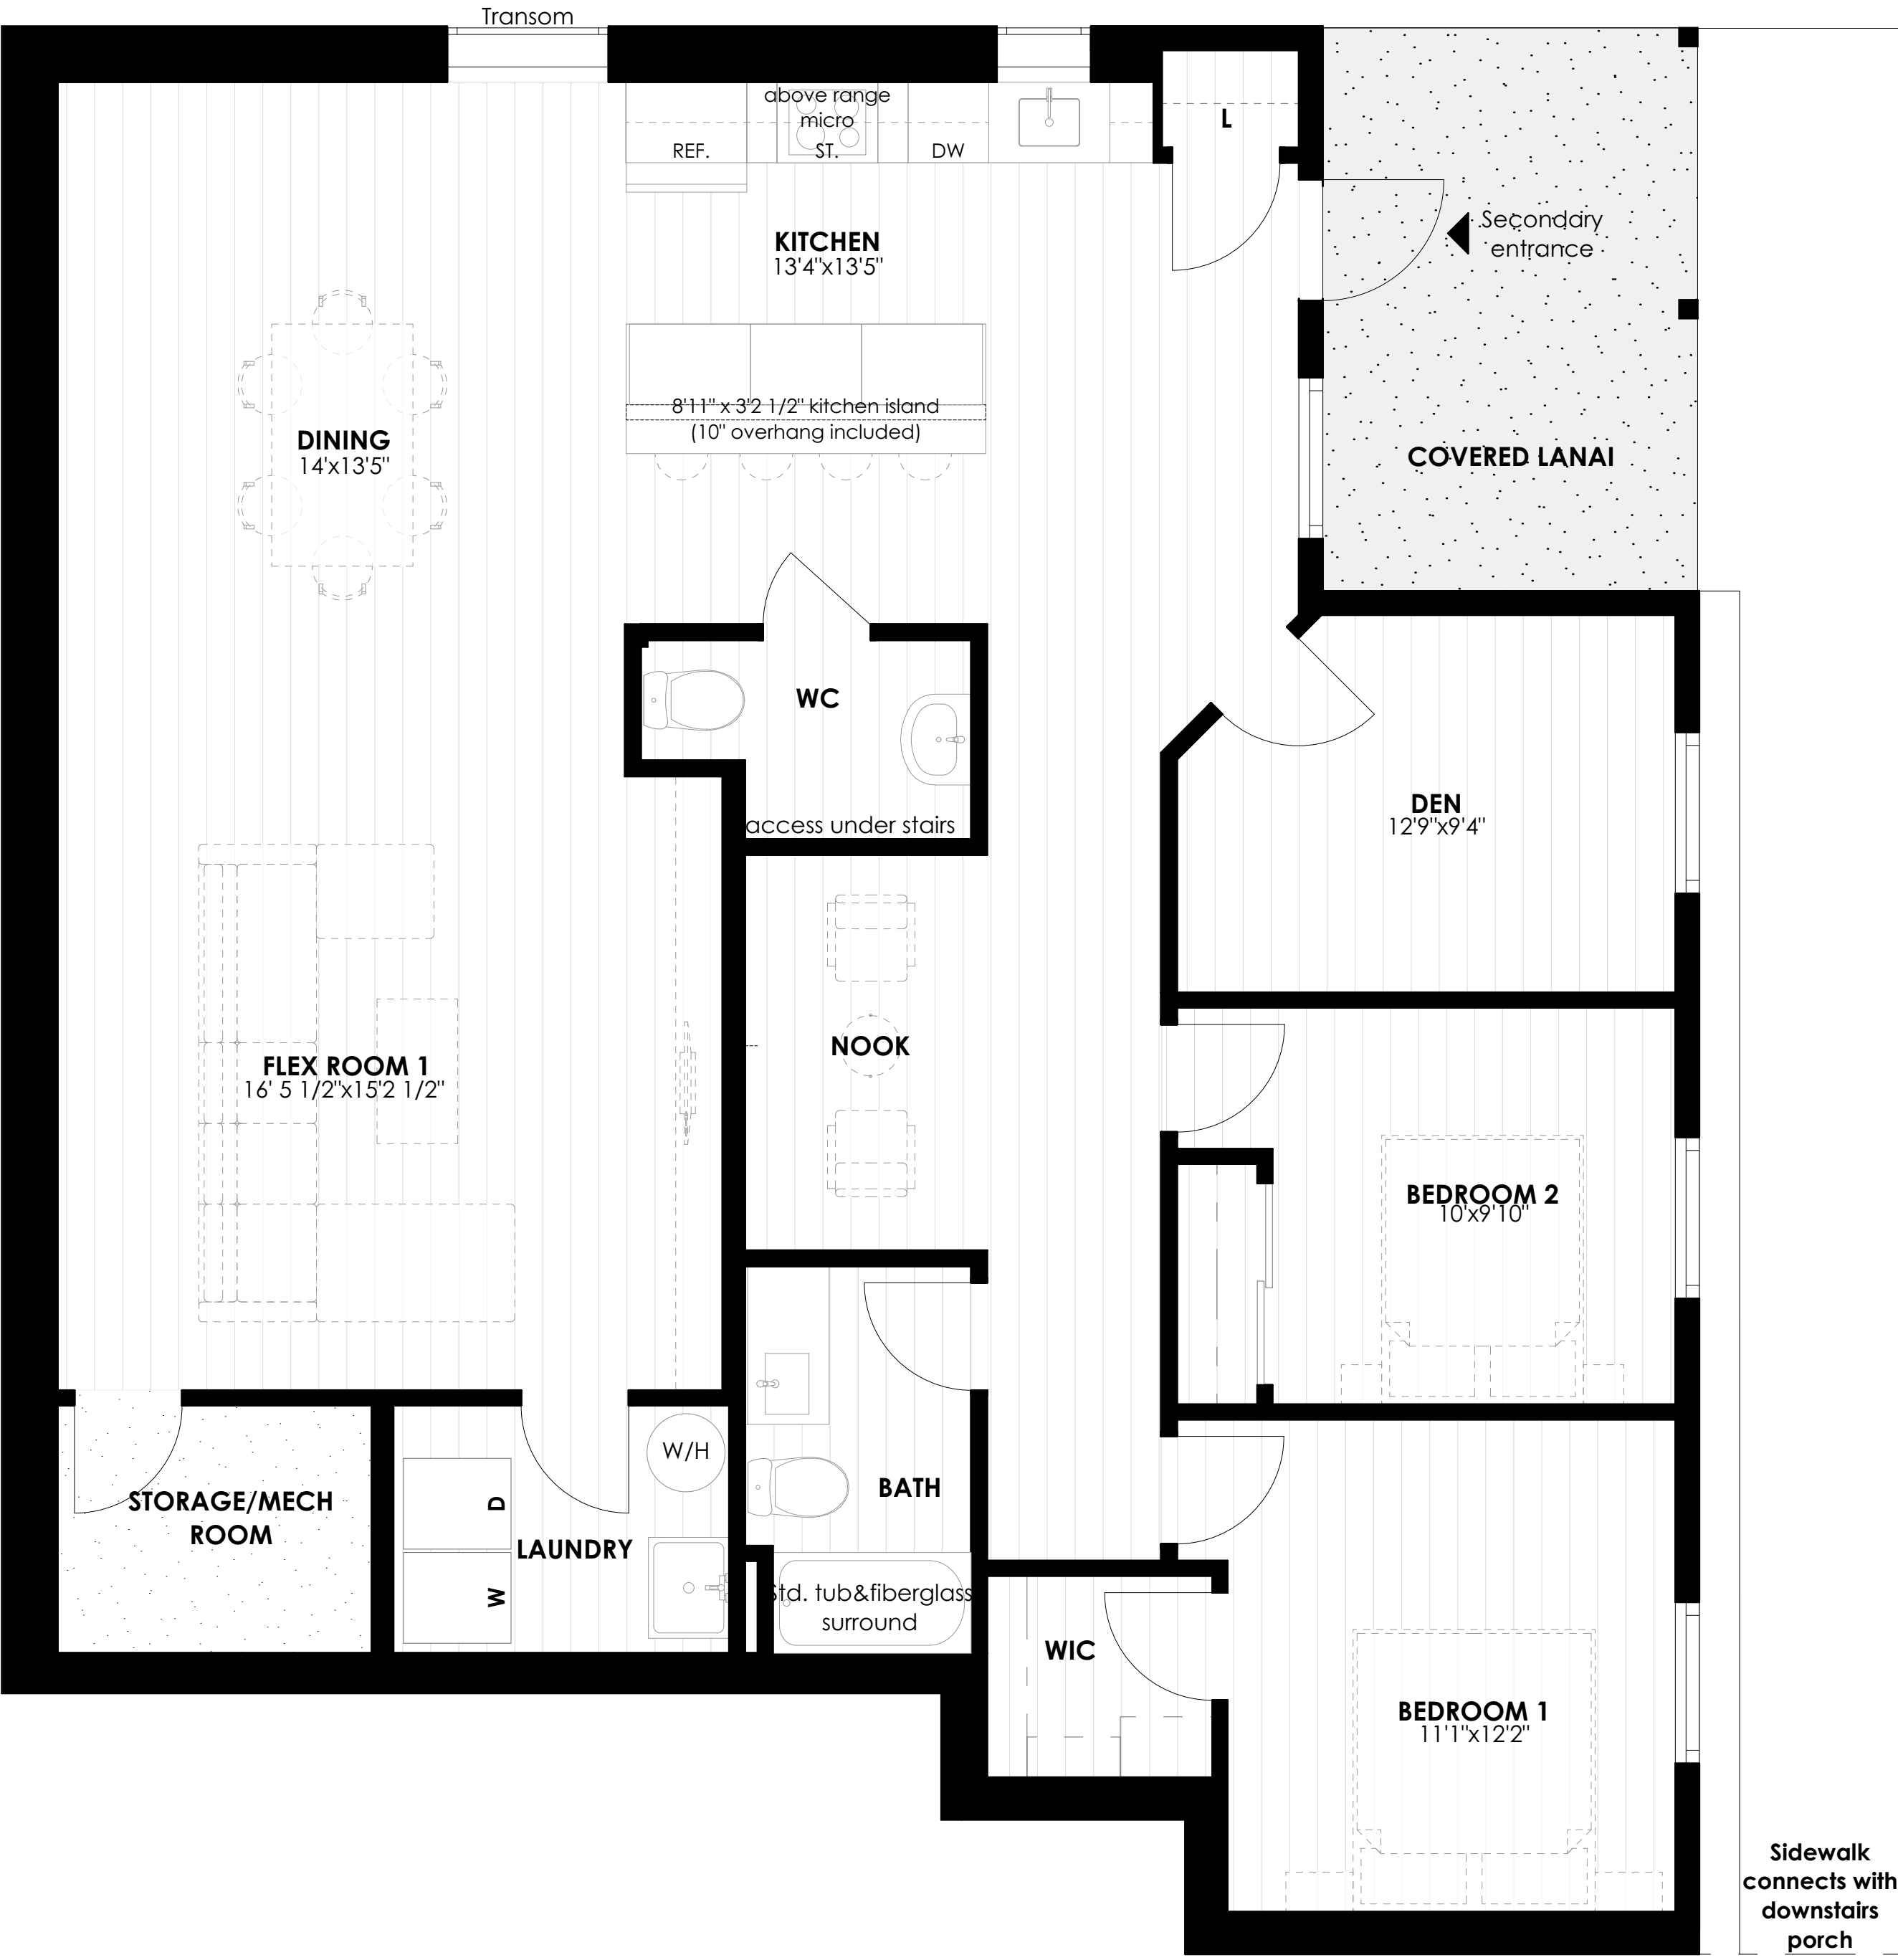 Transom
above range
micro
REF.
ST.
DW
L
KITCHEN
13'4"x13'5"
Secondary
entrance
8'11" x 3'2 1/2" kitchen island
(10" overhang included)
DINING
14'x13'5"
COVERED LANAI
WC
access under stairs
DEN
12'9"x9'4"
NOOK
FLEX ROOM 1
16' 5 1/2"x15'2 1/2"
BEDROOM 2
10'x9'10"
W/H
D
STORAGE/MECH
ROOM
BATH
LAUNDRY
W
Std. tub&fiberglass
surround
WIC
BEDROOM 1
11'1"x12'2"
Sidewalk
connects with
downstairs
porch